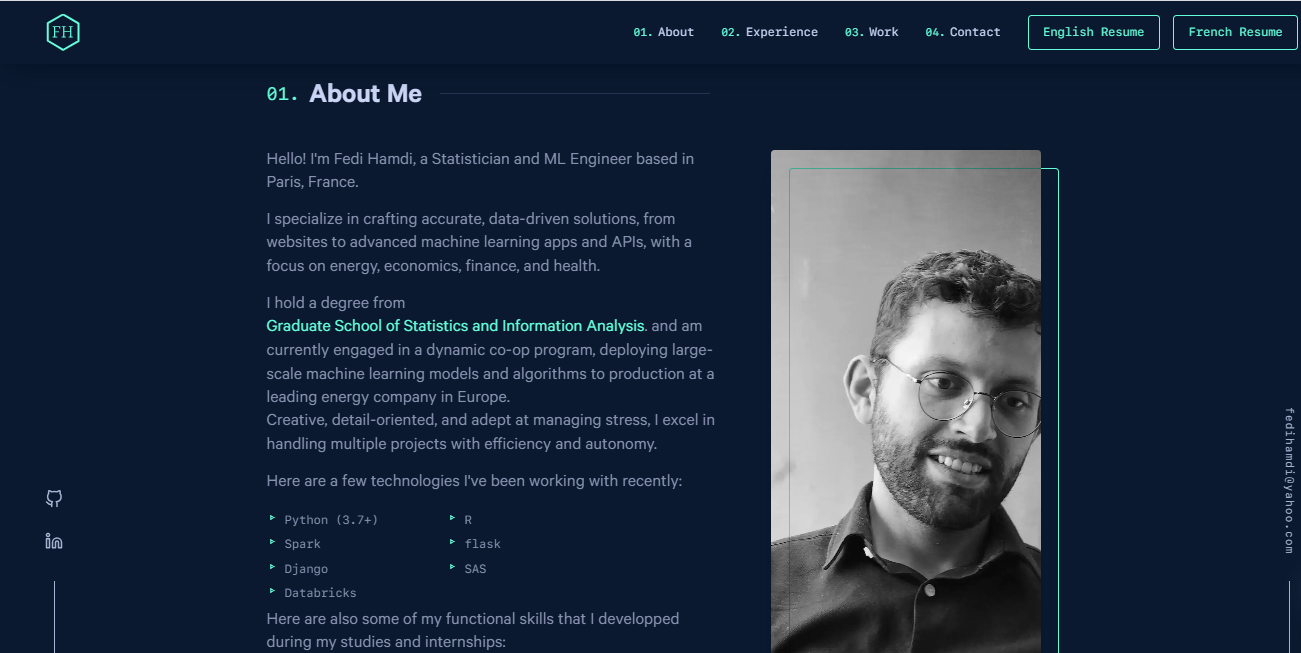 FH
01. About
02. Experience
03. Work
04. Contact
English Resume
French Resume
01. About Me
Hello! I'm Fedi Hamdi, a Statistician and ML Engineer based in
Paris, France.
I specialize in crafting accurate, data-driven solutions, from
websites to advanced machine learning apps and APIs, with a
focus on energy, economics, finance, and health.
I hold a degree from
Graduate School of Statistics and Information Analysis. and am
currently engaged in a dynamic co-op program, deploying large-
scale machine learning models and algorithms to production at a
leading energy company in Europe.
Creative, detail-oriented, and adept at managing stress, I excel in
handling multiple projects with efficiency and autonomy.
Here are a few technologies I've been working with recently:
▹ Python (3.7+)
▹ R
▹ Spark
▹ flask
▹ Django
▹ SAS
▹ Databricks
Here are also some of my functional skills that I developped
during my studies and internships:
in
fedihamdi@yahoo.com